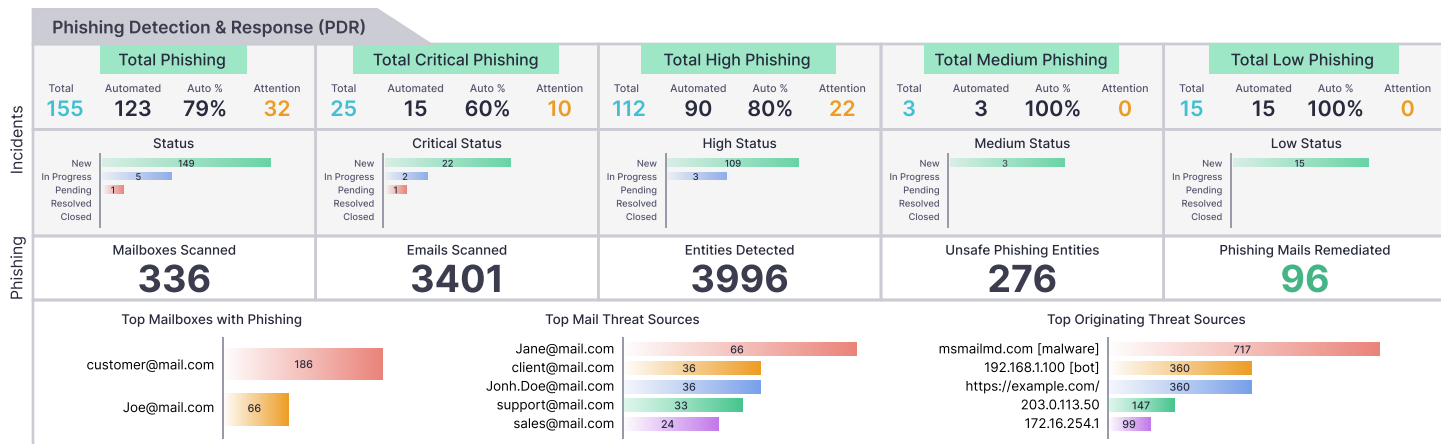 Phishing Detection & Response (PDR)
Incidents
Total Phishing
Total Automated Auto % Attention
155 123 79% 32
Total Critical Phishing
Total Automated Auto % Attention
25 15 60% 10
Total High Phishing
Total Automated Auto % Attention
112 90 80% 22
Total Medium Phishing
Total Automated Auto % Attention
3 3 100% 0
Total Low Phishing
Total Automated Auto % Attention
15 15 100% 0
Status
New 149
In Progress 5
Pending 1
Resolved
Closed
Critical Status
New 22
In Progress 2
Pending 1
Resolved
Closed
High Status
New 109
In Progress 3
Pending
Resolved
Closed
Medium Status
New 3
In Progress
Pending
Resolved
Closed
Low Status
New 15
In Progress
Pending
Resolved
Closed
Phishing
Mailboxes Scanned
336
Emails Scanned
3401
Entities Detected
3996
Unsafe Phishing Entities
276
Phishing Mails Remediated
96
Top Mailboxes with Phishing
customer@mail.com 186
Joe@mail.com 66
Top Mail Threat Sources
Jane@mail.com 66
client@mail.com 36
Jonh.Doe@mail.com 36
support@mail.com 33
sales@mail.com 24
Top Originating Threat Sources
msmailmd.com [malware] 717
192.168.1.100 [bot] 360
https://example.com/ 360
203.0.113.50 147
172.16.254.1 99